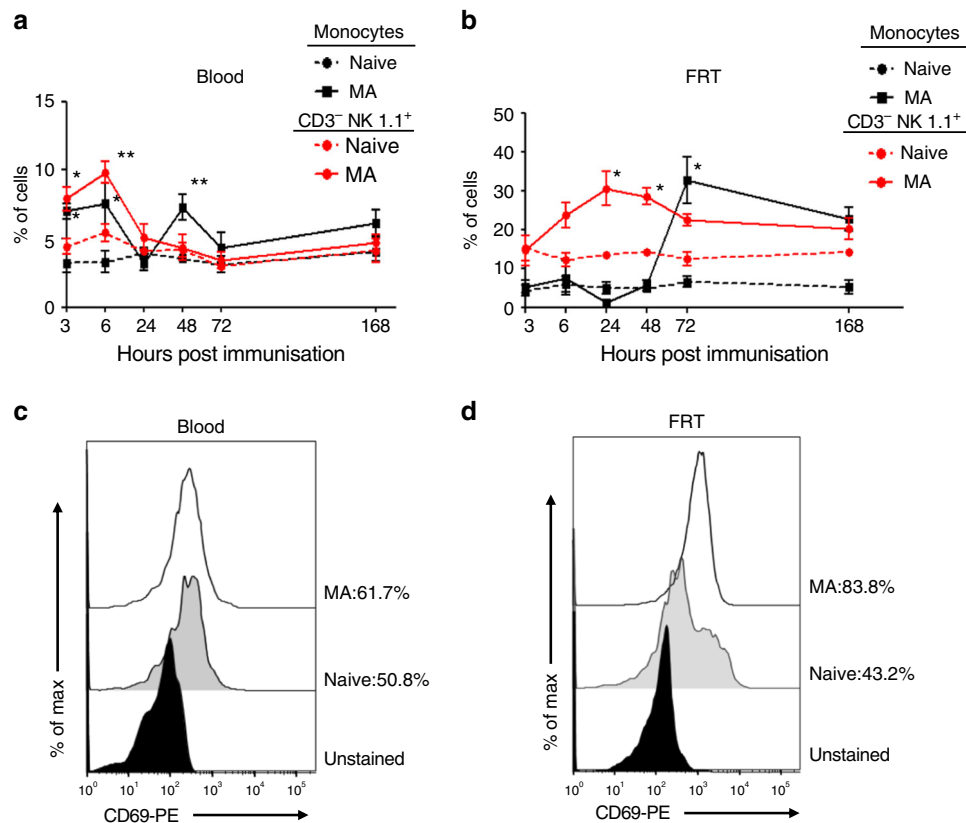 a
Blood
Monocytes
Naive
MA
CD3⁻ NK 1.1⁺
Naive
MA
% of cells
15
10
5
0
*
*
**
*
**
3 6 24 48 72 168
Hours post immunisation
b
FRT
Monocytes
Naive
MA
CD3⁻ NK 1.1⁺
Naive
MA
% of cells
50
40
30
20
10
0
*
*
*
3 6 24 48 72 168
Hours post immunisation
c
Blood
% of max
MA:61.7%
Naive:50.8%
Unstained
10⁰ 10¹ 10² 10³ 10⁴ 10⁵
CD69-PE
d
FRT
% of max
MA:83.8%
Naive:43.2%
Unstained
10⁰ 10¹ 10² 10³ 10⁴ 10⁵
CD69-PE